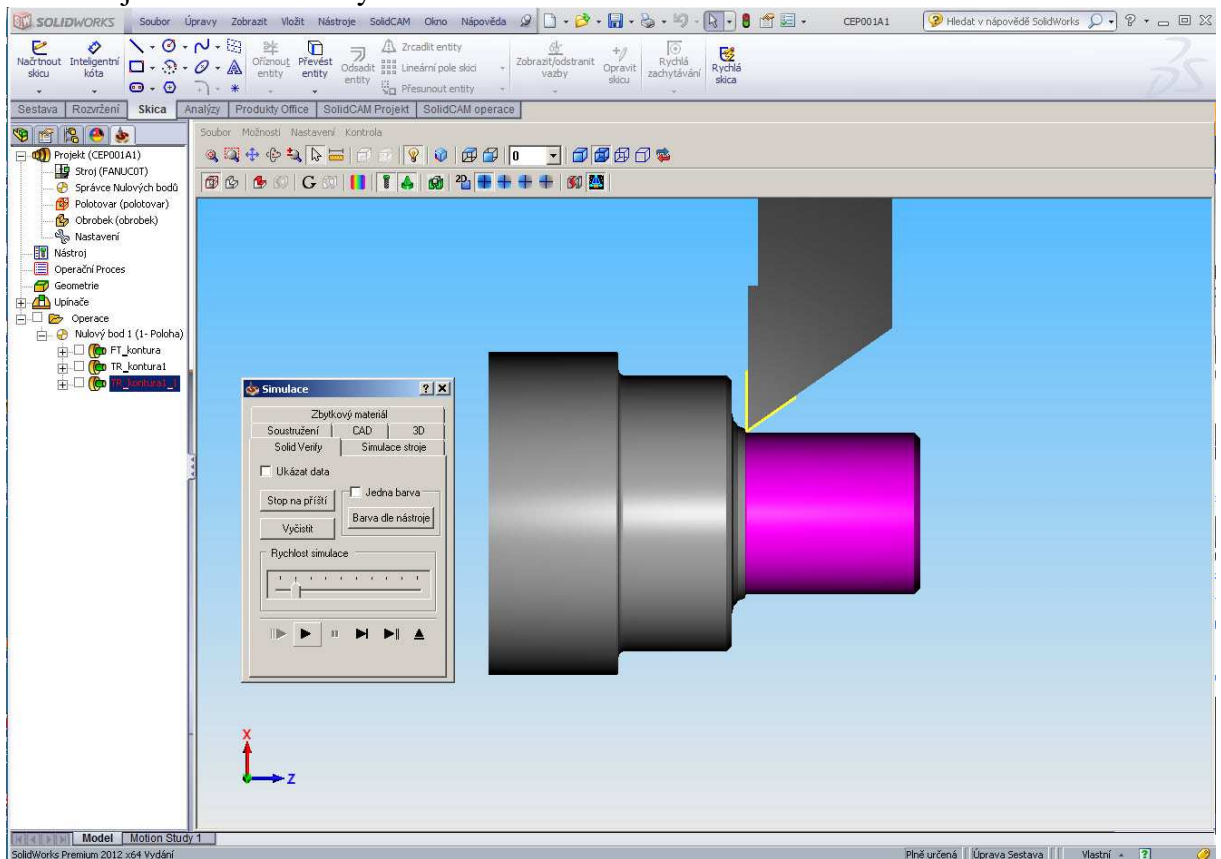 SOLIDWORKS Soubor Úpravy Zobrazit Vložit Nástroje SolidCAM Okno Nápověda CEP001A1 Hledat v nápovědě SolidWorks
Načrtnout skicu
Inteligentní kóta
Oříznout entity
Převést entity
Odsadit entity
Zrcadlit entity
Lineární pole skici
Přesunout entity
Zobrazit/odstranit vazby
Opravit skicu
Rychlá zachytávání
Rychlá skica
Sestava Rozvržení Skica Analýzy Produkty Office SolidCAM Projekt SolidCAM operace
Soubor Možnosti Nastavení Kontrola
0
G 2D
Projekt (CEP001A1)
Stroj (FANUC0T)
Správce Nulových bodů
Polotovar (polotovar)
Obrobek (obrobek)
Nastavení
Nástroj
Operační Proces
Geometrie
Upínače
Operace
Nulový bod 1 (1- Poloha)
FT_kontura
TR_kontura1
TR_kontura1_1
Simulace
Zbytkový materiál
Soustružení CAD 3D
Solid Verify Simulace stroje
Ukázat data
Stop na příští
Jedna barva
Vyčistit
Barva dle nástroje
Rychlost simulace
X
Z
Model Motion Study 1
SolidWorks Premium 2012 x64 Vydání Plně určená Úprava Sestava Vlastní